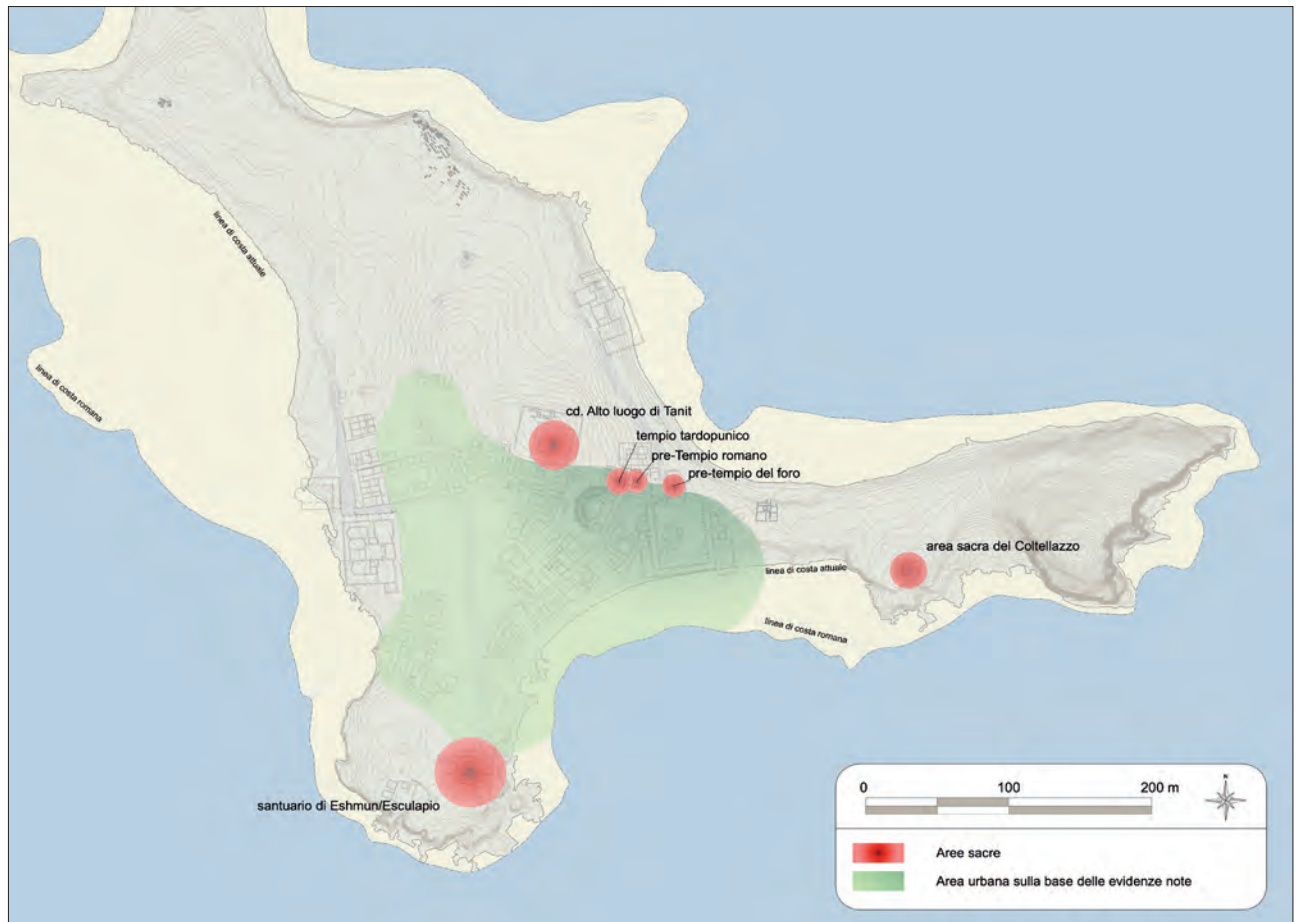 linea di costa attuale
linea di costa romana
cd. Alto luogo di Tanit
tempio tardopunico
pre-Tempio romano
pre-tempio del foro
area sacra del Coltellazzo
linea di costa attuale
linea di costa romana
santuario di Eshmun/Esculapio
0 100 200 m
N
Aree sacre
Area urbana sulla base delle evidenze note